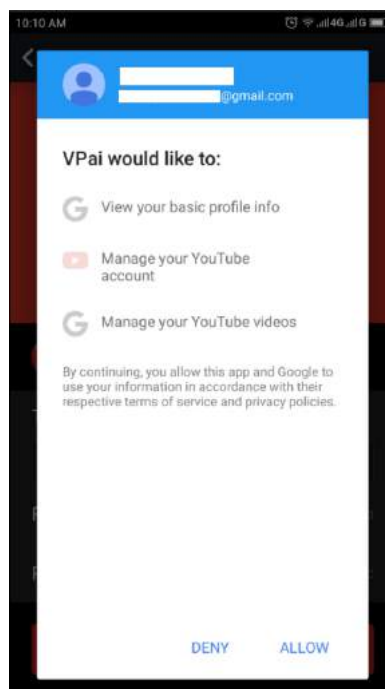 10:10 AM
4G
G
@gmail.com
VPai would like to:
View your basic profile info
Manage your YouTube
account
Manage your YouTube videos
By continuing, you allow this app and Google to
use your information in accordance with their
respective terms of service and privacy policies.
DENY
ALLOW